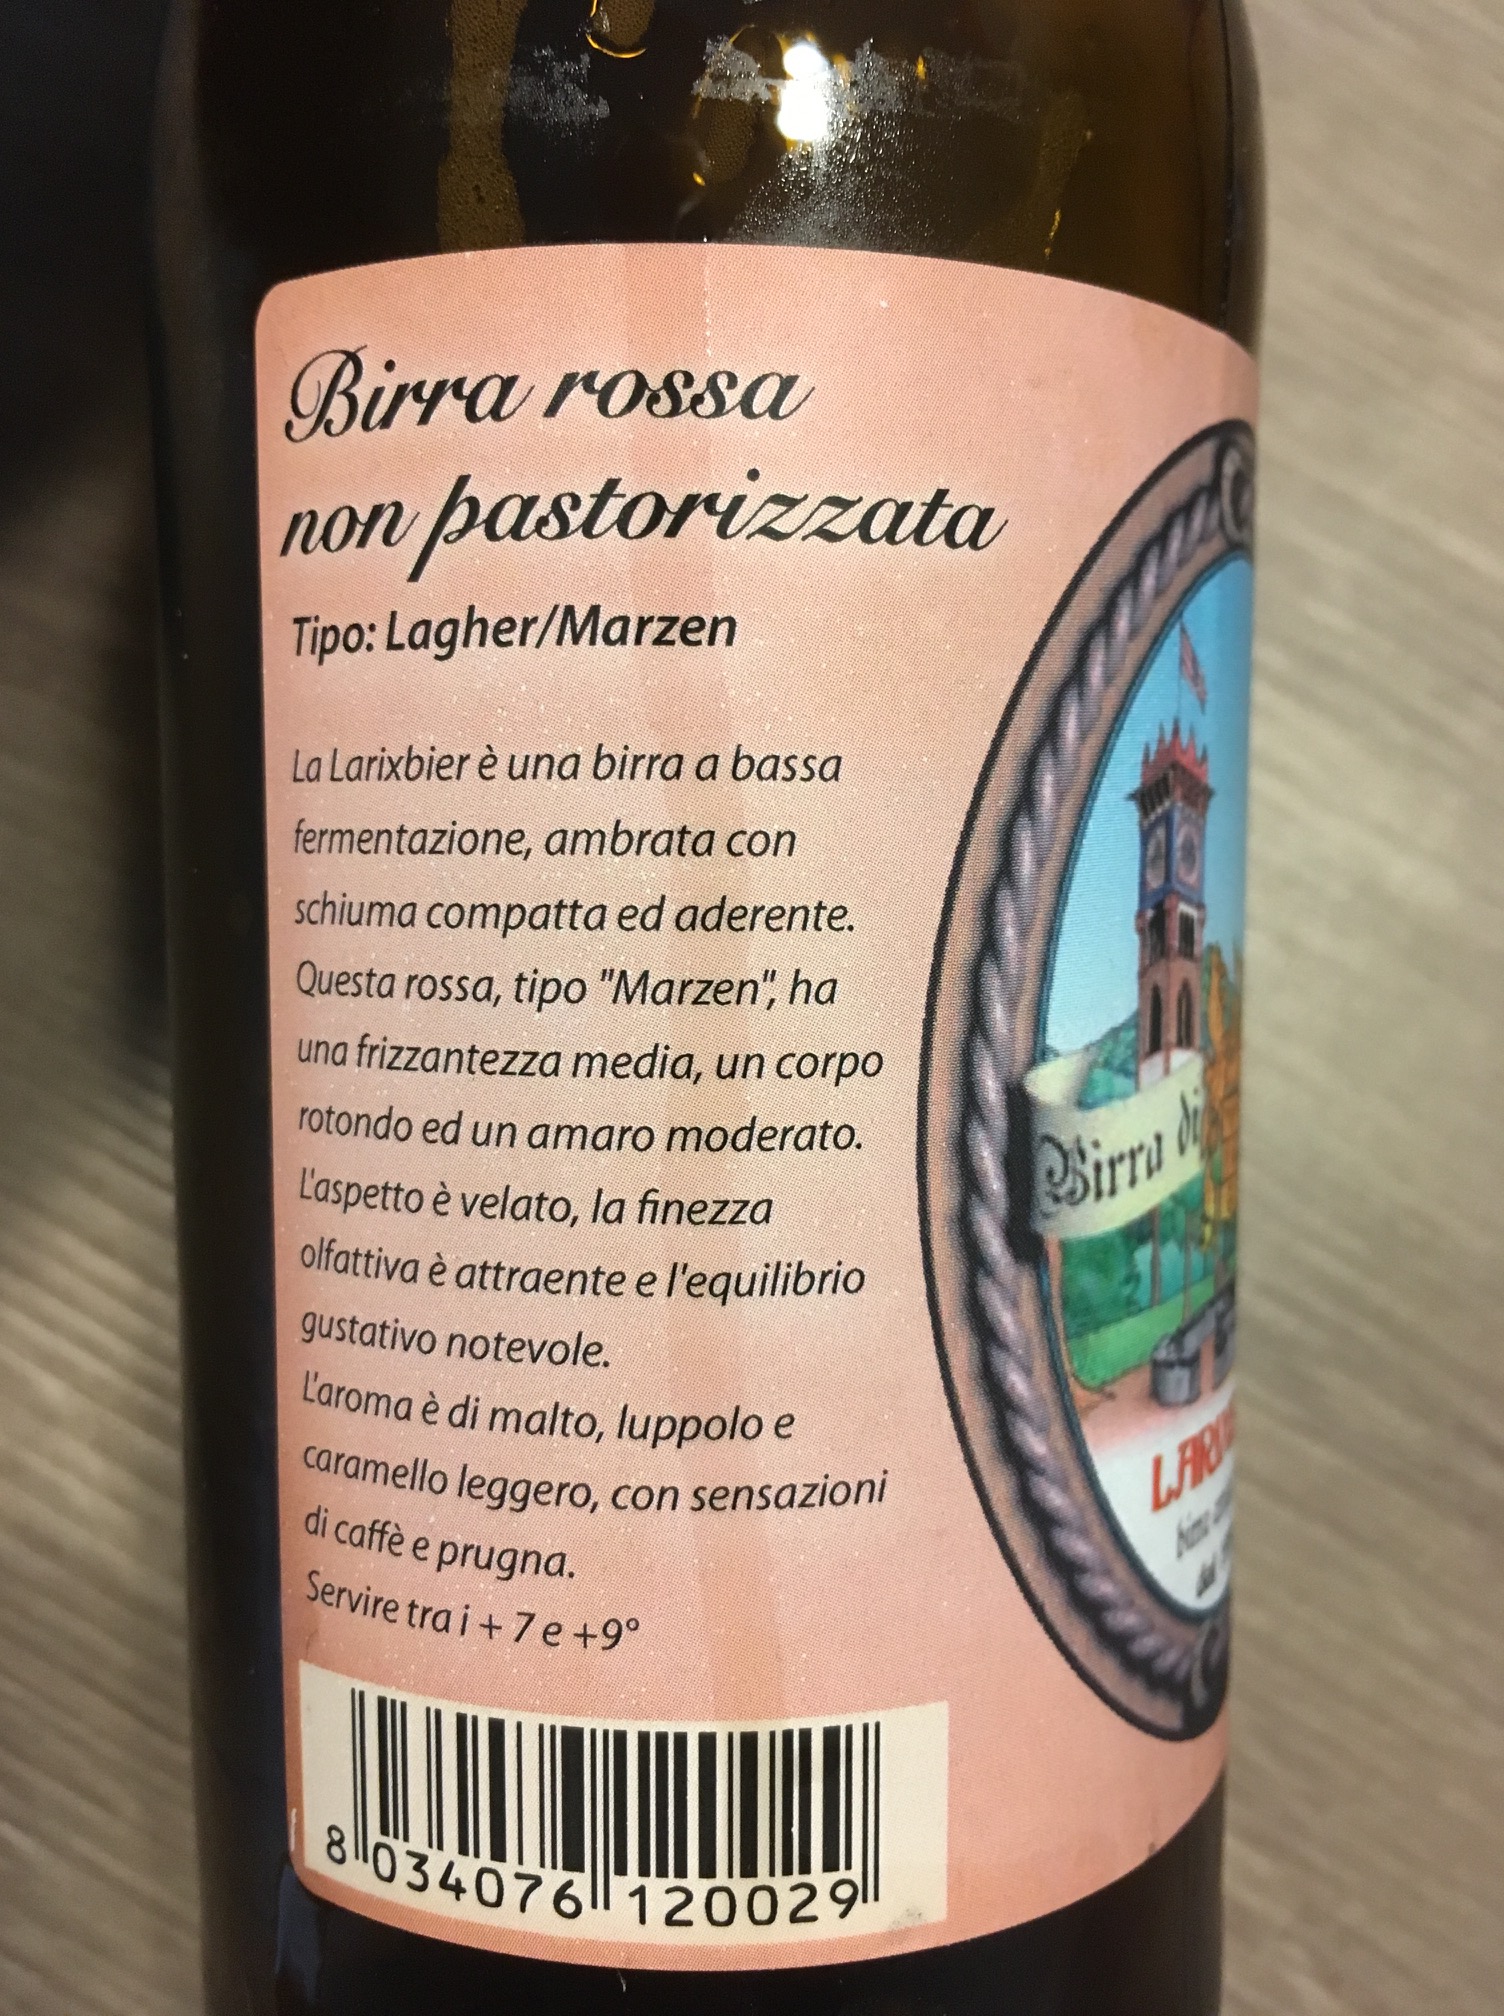 Birra rossa
non pastorizzata
Tipo: Lagher/Marzen
La Larixbier è una birra a bassa
fermentazione, ambrata con
schiuma compatta ed aderente.
Questa rossa, tipo "Marzen", ha
una frizzantezza media, un corpo
rotondo ed un amaro moderato.
L'aspetto è velato, la finezza
olfattiva è attraente e l'equilibrio
gustativo notevole.
L'aroma è di malto, luppolo e
caramello leggero, con sensazioni
di caffè e prugna.
Servire tra i + 7 e +9°
8 034076 120029
Birra di